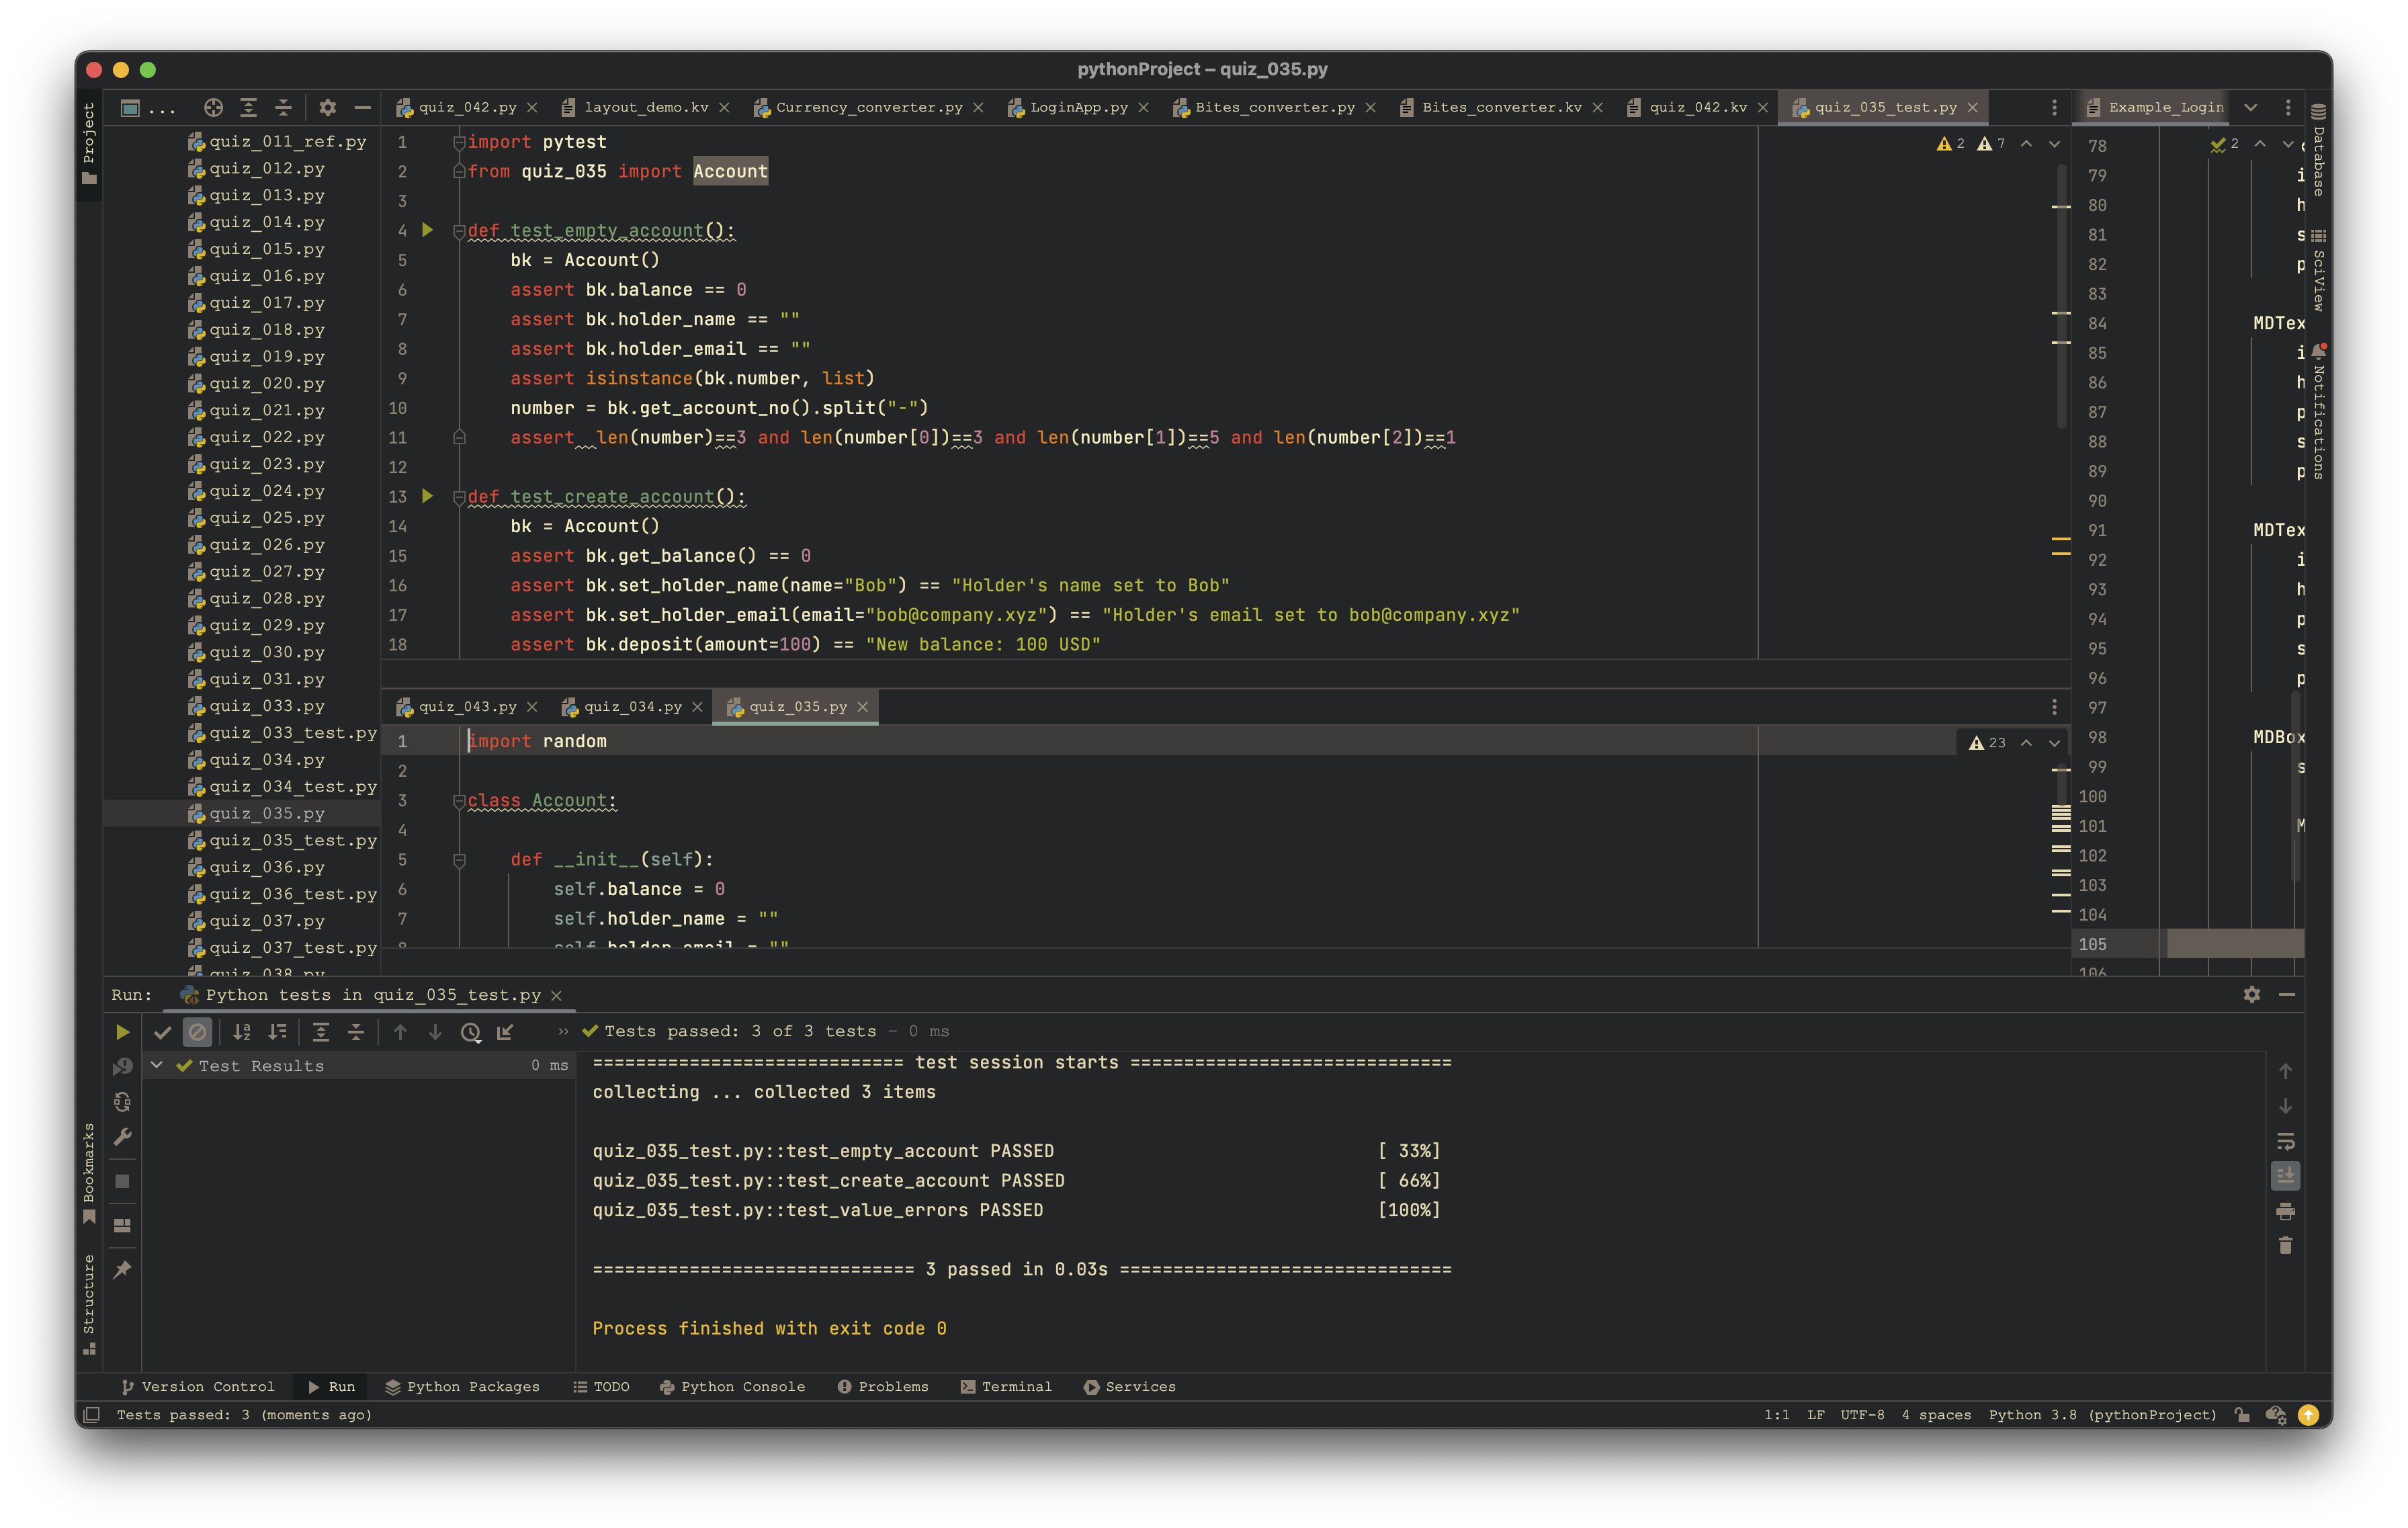 pythonProject – quiz_035.py
Project
...
quiz_042.py
layout_demo.kv
Currency_converter.py
LoginApp.py
Bites_converter.py
Bites_converter.kv
quiz_042.kv
quiz_035_test.py
Example_Login
quiz_011_ref.py
quiz_012.py
quiz_013.py
quiz_014.py
quiz_015.py
quiz_016.py
quiz_017.py
quiz_018.py
quiz_019.py
quiz_020.py
quiz_021.py
quiz_022.py
quiz_023.py
quiz_024.py
quiz_025.py
quiz_026.py
quiz_027.py
quiz_028.py
quiz_029.py
quiz_030.py
quiz_031.py
quiz_033.py
quiz_033_test.py
quiz_034.py
quiz_034_test.py
quiz_035.py
quiz_035_test.py
quiz_036.py
quiz_036_test.py
quiz_037.py
quiz_037_test.py
quiz_038.py
1 import pytest
2 from quiz_035 import Account
3
4 def test_empty_account():
5 bk = Account()
6 assert bk.balance == 0
7 assert bk.holder_name == ""
8 assert bk.holder_email == ""
9 assert isinstance(bk.number, list)
10 number = bk.get_account_no().split("-")
11 assert  len(number)==3 and len(number[0])==3 and len(number[1])==5 and len(number[2])==1
12
13 def test_create_account():
14 bk = Account()
15 assert bk.get_balance() == 0
16 assert bk.set_holder_name(name="Bob") == "Holder's name set to Bob"
17 assert bk.set_holder_email(email="bob@company.xyz") == "Holder's email set to bob@company.xyz"
18 assert bk.deposit(amount=100) == "New balance: 100 USD"
2 7
quiz_043.py
quiz_034.py
quiz_035.py
1 import random
23
2
3 class Account:
4
5 def __init__(self):
6 self.balance = 0
7 self.holder_name = ""
8 self.holder_email = ""
2
78
79 i
80 h
81 s
82 p
83
84 MDTex
85 i
86 h
87 p
88 s
89 p
90
91 MDTex
92 i
93 h
94 p
95 s
96 p
97
98 MDBox
99 s
100
101 M
102
103
104
105
106
Database
SciView
Notifications
Run:
Python tests in quiz_035_test.py
Tests passed: 3 of 3 tests – 0 ms
Test Results 0 ms
============================= test session starts ==============================
collecting ... collected 3 items
quiz_035_test.py::test_empty_account PASSED [ 33%]
quiz_035_test.py::test_create_account PASSED [ 66%]
quiz_035_test.py::test_value_errors PASSED [100%]
============================== 3 passed in 0.03s ===============================
Process finished with exit code 0
Bookmarks
Structure
Version Control
Run
Python Packages
TODO
Python Console
Problems
Terminal
Services
Tests passed: 3 (moments ago)
1:1 LF UTF-8 4 spaces Python 3.8 (pythonProject)